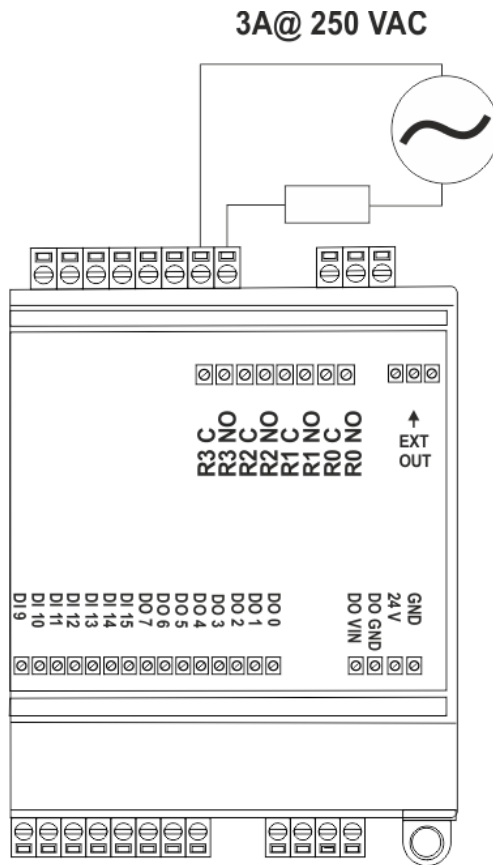 3A@ 250 VAC
R3 C
R3 NO
R2 C
R2 NO
R1 C
R1 NO
R0 C
R0 NO
EXT
OUT
DI 9
DI 10
DI 11
DI 12
DI 13
DI 14
DI 15
DO 7
DO 6
DO 5
DO 4
DO 3
DO 2
DO 1
DO 0
DO VIN
DO GND
24 V
GND